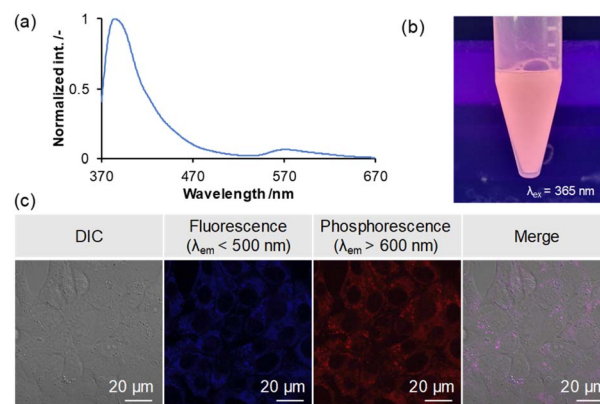 (a)
Normalized int. /-
1
0.5
0
370
470
570
670
Wavelength /nm
(b)
λex = 365 nm
(c)
DIC
Fluorescence
(λem < 500 nm)
Phosphorescence
(λem > 600 nm)
Merge
20 μm
20 μm
20 μm
20 μm